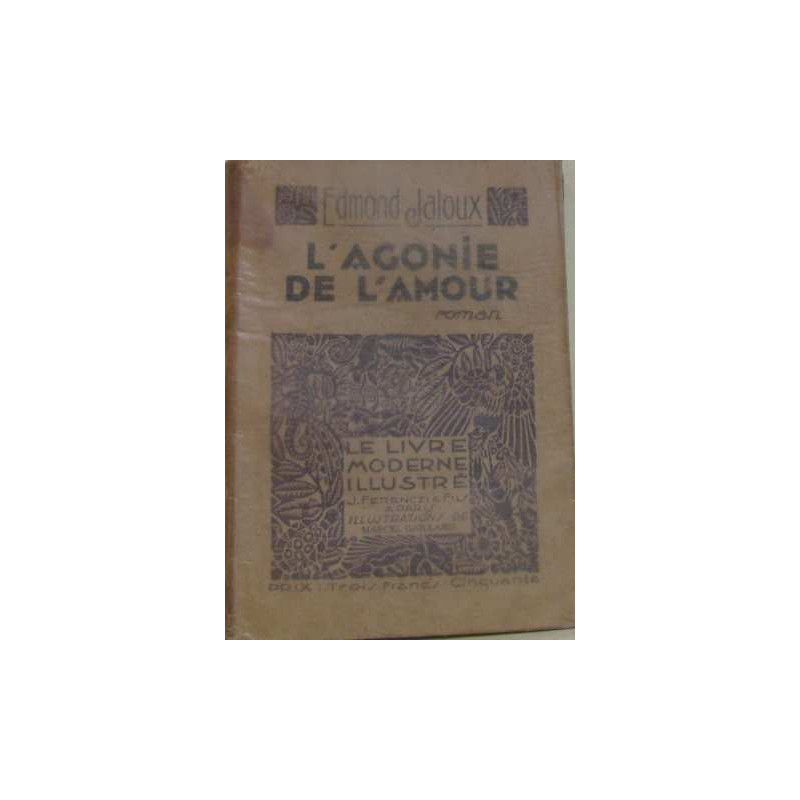 Edmond Jaloux
L'AGONiE
DE L'AMOUR
roman
LE LIVRE
MODERNE
ILLUSTRÉ
J. FERENCZI & FILS
A PARIS
ILLUSTRATIONS DE
MARCEL
PRIX : Trois Francs Cinquante